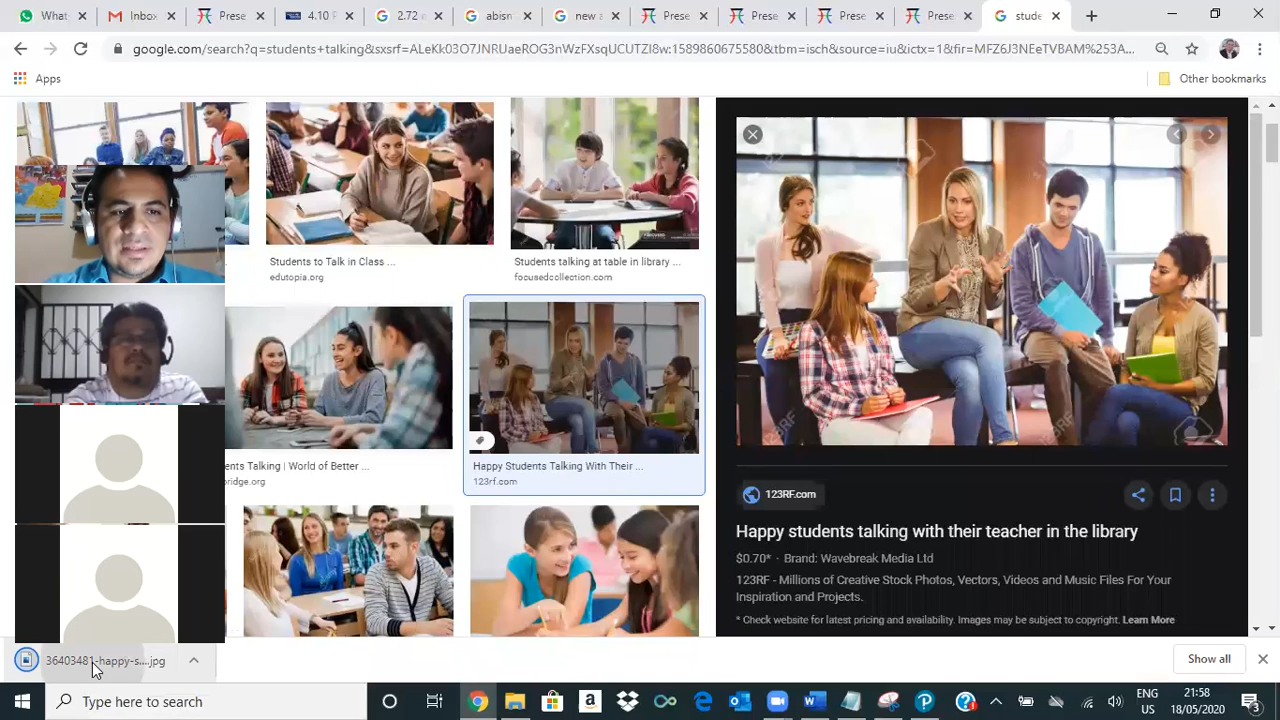 What
Inbox
Prese
4.10 P
2.72 e
abism
new a
Prese
Prese
Prese
Prese
stude
google.com/search?q=students+talking&sxsrf=ALeKk03O7JNRUaeROG3nWzFXsqUCUTZI8w:1589860675380&tbm=isch&source=iu&ictx=1&fir=MFZ6J3NEeTVBAM%253A...
Apps
Other bookmarks
Students to Talk in Class ...
edutopia.org
Students talking at table in library ...
focusedcollection.com
ents Talking | World of Better ...
bridge.org
Happy Students Talking With Their ...
123rf.com
123RF
123RF.com
Happy students talking with their teacher in the library
$0.70* · Brand: Wavebreak Media Ltd
123RF - Millions of Creative Stock Photos, Vectors, Videos and Music Files For Your
Inspiration and Projects.
* Check website for latest pricing and availability. Images may be subject to copyright. Learn More
36403481-happy-s....jpg
Show all
Type here to search
ENG
US
21:58
18/05/2020
3